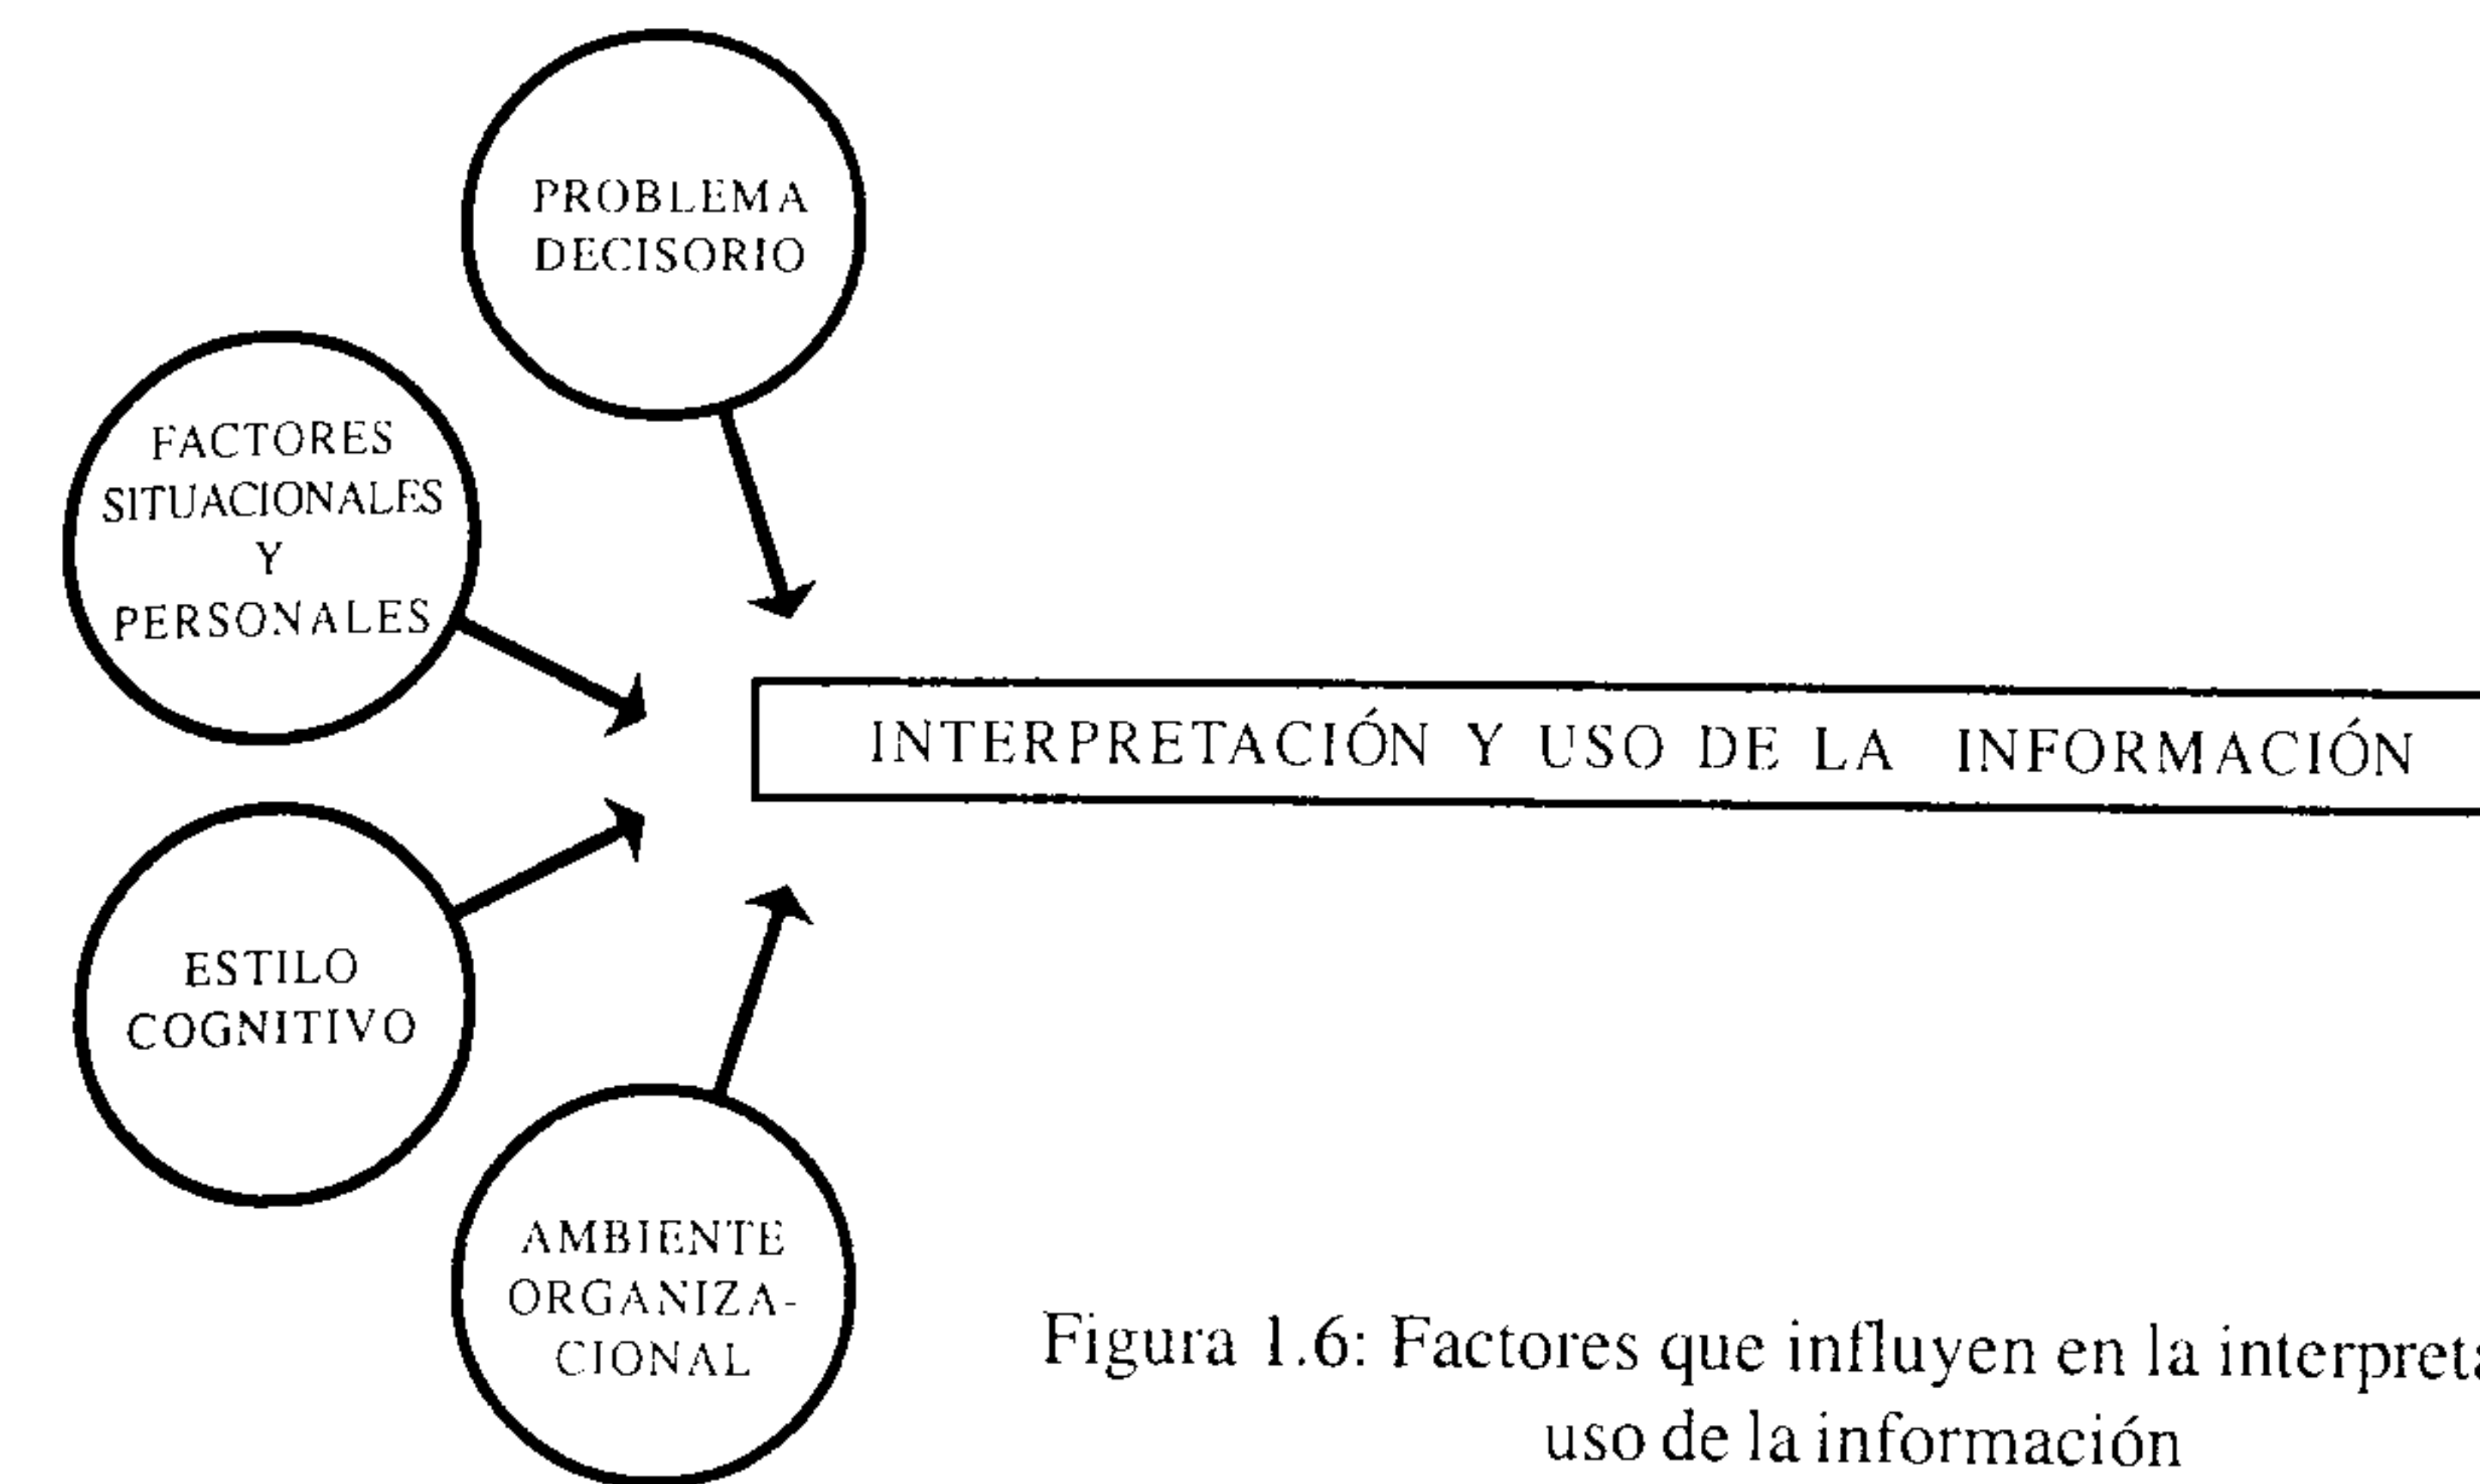 PROBLEMA
DECISORIO
FACTORES
SITUACIONALES
Y
PERSONALES
INTERPRETACIÓN Y USO DE LA INFORMACIÓN
ESTILO
COGNITIVO
AMBIENTE
ORGANIZA-
CIONAL
Figura 1.6: Factores que influyen en la
uso de la información